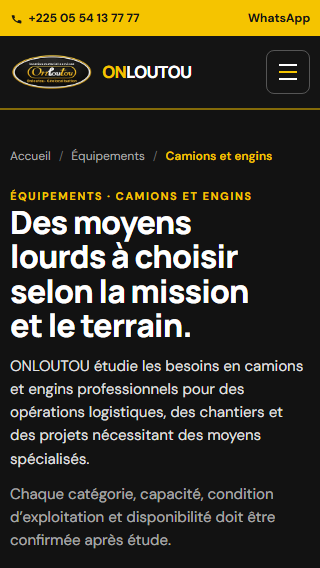 +225 05 54 13 77 77
WhatsApp
Onloutou
ONLOUTOU
Accueil / Équipements / Camions et engins
ÉQUIPEMENTS · CAMIONS ET ENGINS
Des moyens
lourds à choisir
selon la mission
et le terrain.
ONLOUTOU étudie les besoins en camions
et engins professionnels pour des
opérations logistiques, des chantiers et
des projets nécessitant des moyens
spécialisés.
Chaque catégorie, capacité, condition
d’exploitation et disponibilité doit être
confirmée après étude.